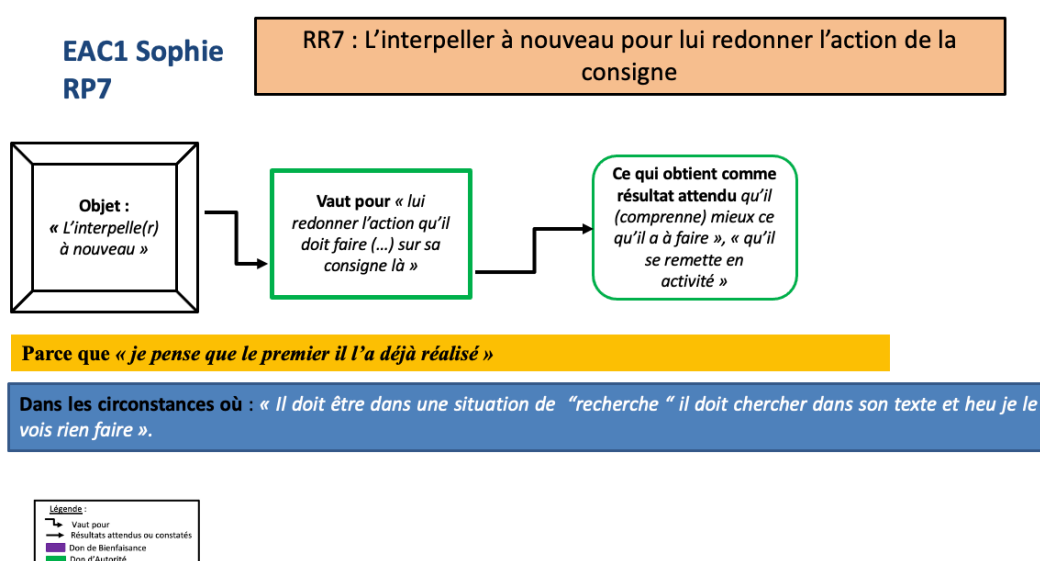 EAC1 Sophie
RP7
RR7 : L’interpeller à nouveau pour lui redonner l’action de la
consigne
Objet :
« L’interpelle(r)
à nouveau »
Vaut pour « lui
redonner l’action qu’il
doit faire (…) sur sa
consigne là »
Ce qui obtient comme
résultat attendu qu’il
(comprenne) mieux ce
qu’il a à faire », « qu’il
se remette en
activité »
Parce que « je pense que le premier il l’a déjà réalisé »
Dans les circonstances où : « Il doit être dans une situation de “recherche “ il doit chercher dans son texte et heu je le
vois rien faire ».
Légende :
Vaut pour
Résultats attendus ou constatés
Don de Bienfaisance
Don d’Autorité